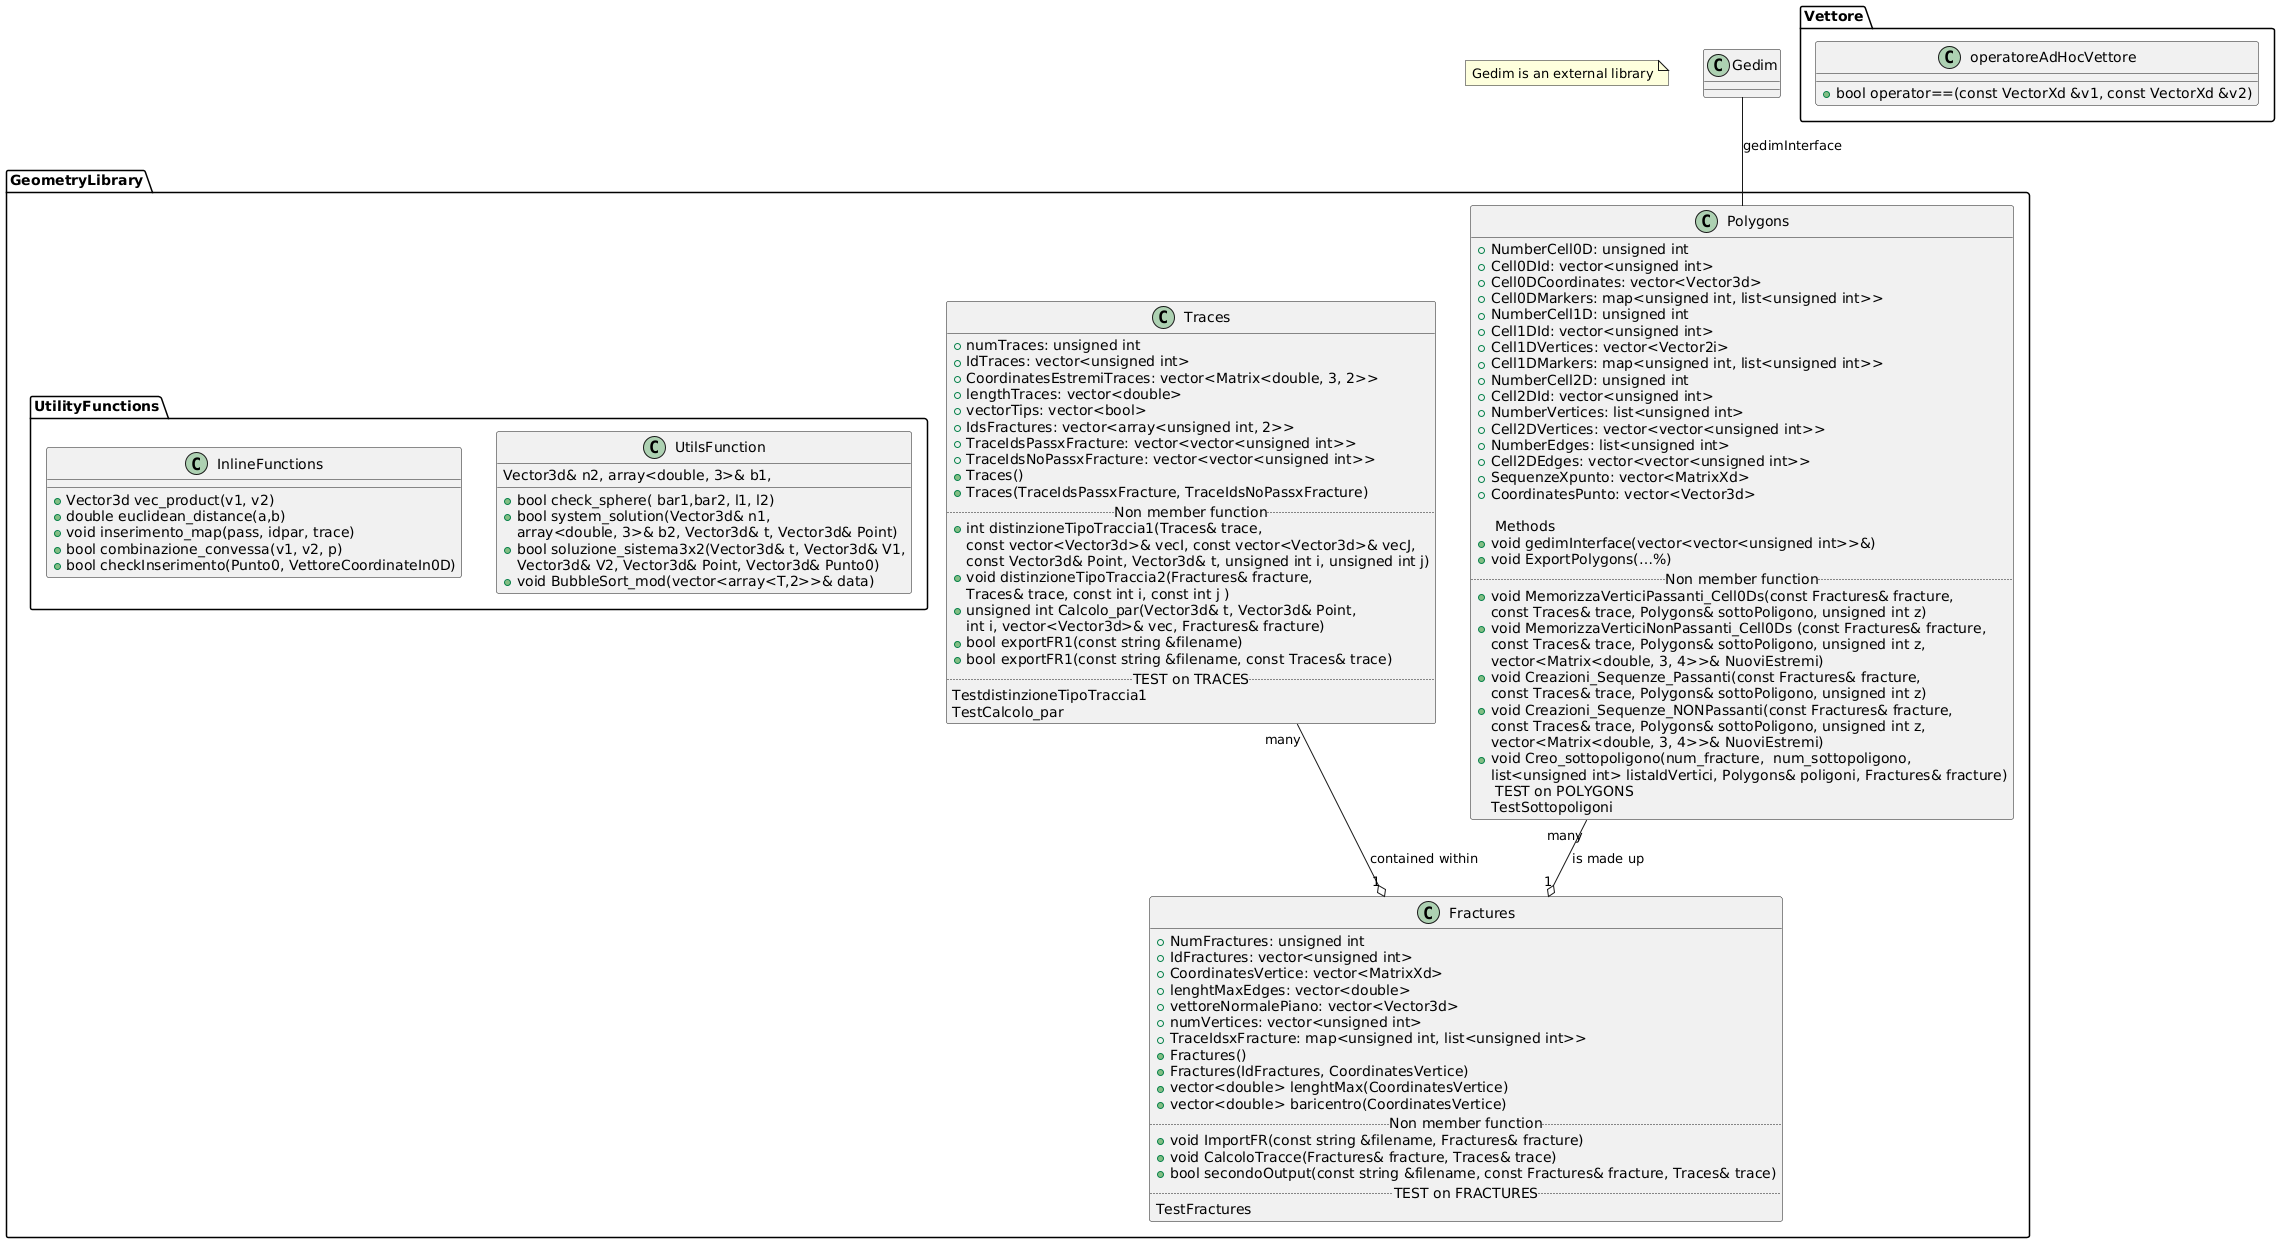 Vettore
C operatoreAdHocVettore
bool operator==(const VectorXd &v1, const VectorXd &v2)
Gedim is an external library
C Gedim
gedimInterface
GeometryLibrary
C Polygons
NumberCell0D: unsigned int
Cell0DId: vector<unsigned int>
Cell0DCoordinates: vector<Vector3d>
Cell0DMarkers: map<unsigned int, list<unsigned int>>
NumberCell1D: unsigned int
Cell1DId: vector<unsigned int>
Cell1DVertices: vector<Vector2i>
Cell1DMarkers: map<unsigned int, list<unsigned int>>
NumberCell2D: unsigned int
Cell2DId: vector<unsigned int>
NumberVertices: list<unsigned int>
Cell2DVertices: vector<vector<unsigned int>>
NumberEdges: list<unsigned int>
Cell2DEdges: vector<vector<unsigned int>>
SequenzeXpunto: vector<MatrixXd>
CoordinatesPunto: vector<Vector3d>
Methods
void gedimInterface(vector<vector<unsigned int>>&)
void ExportPolygons(...%)
Non member function
void MemorizzaVerticiPassanti_Cell0Ds(const Fractures& fracture,
const Traces& trace, Polygons& sottoPoligono, unsigned int z)
void MemorizzaVerticiNonPassanti_Cell0Ds (const Fractures& fracture,
const Traces& trace, Polygons& sottoPoligono, unsigned int z,
vector<Matrix<double, 3, 4>>& NuoviEstremi)
void Creazioni_Sequenze_Passanti(const Fractures& fracture,
const Traces& trace, Polygons& sottoPoligono, unsigned int z)
void Creazioni_Sequenze_NONPassanti(const Fractures& fracture,
const Traces& trace, Polygons& sottoPoligono, unsigned int z,
vector<Matrix<double, 3, 4>>& NuoviEstremi)
void Creo_sottopoligono(num_fracture,  num_sottopoligono,
list<unsigned int> listaIdVertici, Polygons& poligoni, Fractures& fracture)
TEST on POLYGONS
TestSottopoligoni
C Traces
numTraces: unsigned int
IdTraces: vector<unsigned int>
CoordinatesEstremiTraces: vector<Matrix<double, 3, 2>>
lengthTraces: vector<double>
vectorTips: vector<bool>
IdsFractures: vector<array<unsigned int, 2>>
TraceIdsPassxFracture: vector<vector<unsigned int>>
TraceIdsNoPassxFracture: vector<vector<unsigned int>>
Traces()
Traces(TraceIdsPassxFracture, TraceIdsNoPassxFracture)
Non member function
int distinzioneTipoTraccia1(Traces& trace,
const vector<Vector3d>& vecI, const vector<Vector3d>& vecJ,
const Vector3d& Point, Vector3d& t, unsigned int i, unsigned int j)
void distinzioneTipoTraccia2(Fractures& fracture,
Traces& trace, const int i, const int j )
unsigned int Calcolo_par(Vector3d& t, Vector3d& Point,
int i, vector<Vector3d>& vec, Fractures& fracture)
bool exportFR1(const string &filename)
bool exportFR1(const string &filename, const Traces& trace)
TEST on TRACES
TestdistinzioneTipoTraccia1
TestCalcolo_par
UtilityFunctions
C InlineFunctions
Vector3d vec_product(v1, v2)
double euclidean_distance(a,b)
void inserimento_map(pass, idpar, trace)
bool combinazione_convessa(v1, v2, p)
bool checkInserimento(Punto0, VettoreCoordinateIn0D)
C UtilsFunction
Vector3d& n2, array<double, 3>& b1,
bool check_sphere( bar1,bar2, l1, l2)
bool system_solution(Vector3d& n1,
array<double, 3>& b2, Vector3d& t, Vector3d& Point)
bool soluzione_sistema3x2(Vector3d& t, Vector3d& V1,
Vector3d& V2, Vector3d& Point, Vector3d& Punto0)
void BubbleSort_mod(vector<array<T,2>>& data)
many
contained within
1
many
is made up
1
C Fractures
NumFractures: unsigned int
IdFractures: vector<unsigned int>
CoordinatesVertice: vector<MatrixXd>
lenghtMaxEdges: vector<double>
vettoreNormalePiano: vector<Vector3d>
numVertices: vector<unsigned int>
TraceIdsxFracture: map<unsigned int, list<unsigned int>>
Fractures()
Fractures(IdFractures, CoordinatesVertice)
vector<double> lenghtMax(CoordinatesVertice)
vector<double> baricentro(CoordinatesVertice)
Non member function
void ImportFR(const string &filename, Fractures& fracture)
void CalcoloTracce(Fractures& fracture, Traces& trace)
bool secondoOutput(const string &filename, const Fractures& fracture, Traces& trace)
TEST on FRACTURES
TestFractures